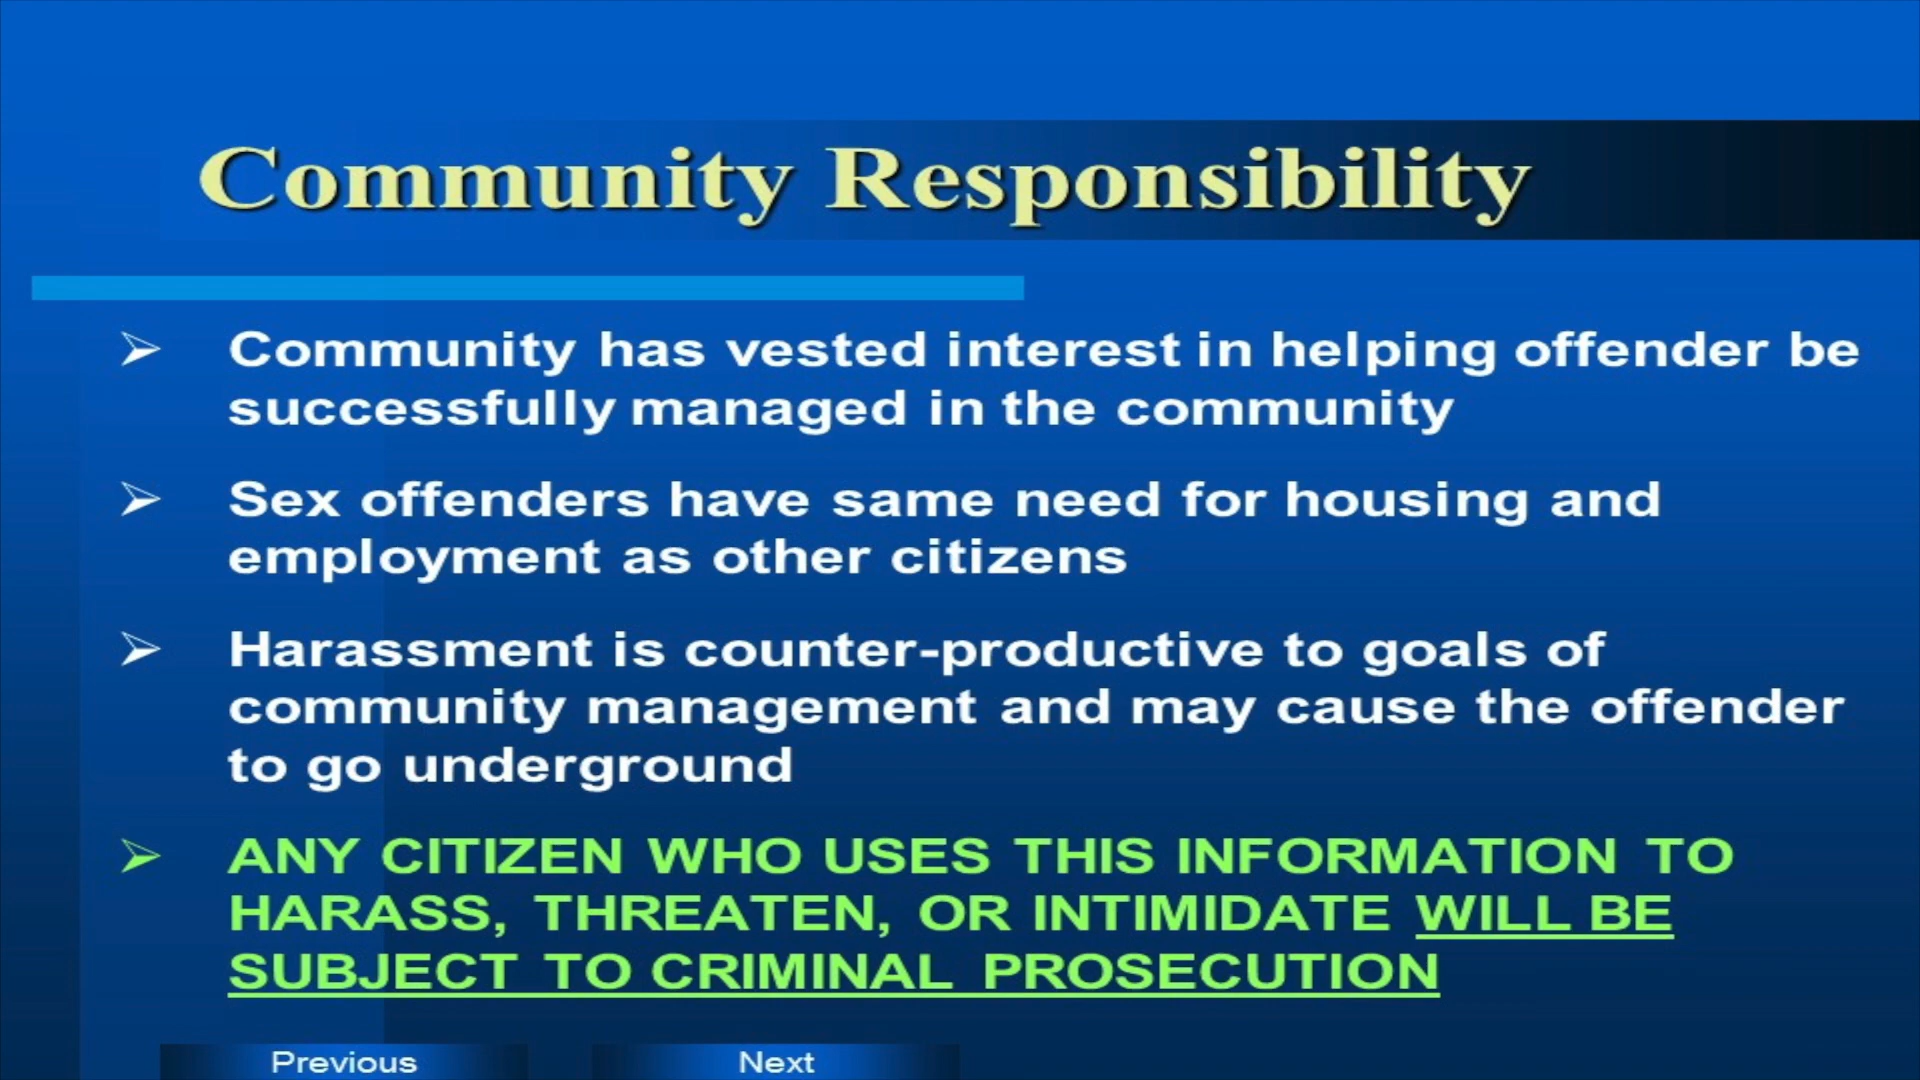 Community Responsibility
Community has vested interest in helping offender be
successfully managed in the community
Sex offenders have same need for housing and
employment as other citizens
Harassment is counter-productive to goals of
community management and may cause the offender
to go underground
ANY CITIZEN WHO USES THIS INFORMATION TO
HARASS, THREATEN, OR INTIMIDATE WILL BE
SUBJECT TO CRIMINAL PROSECUTION
Previous
Next